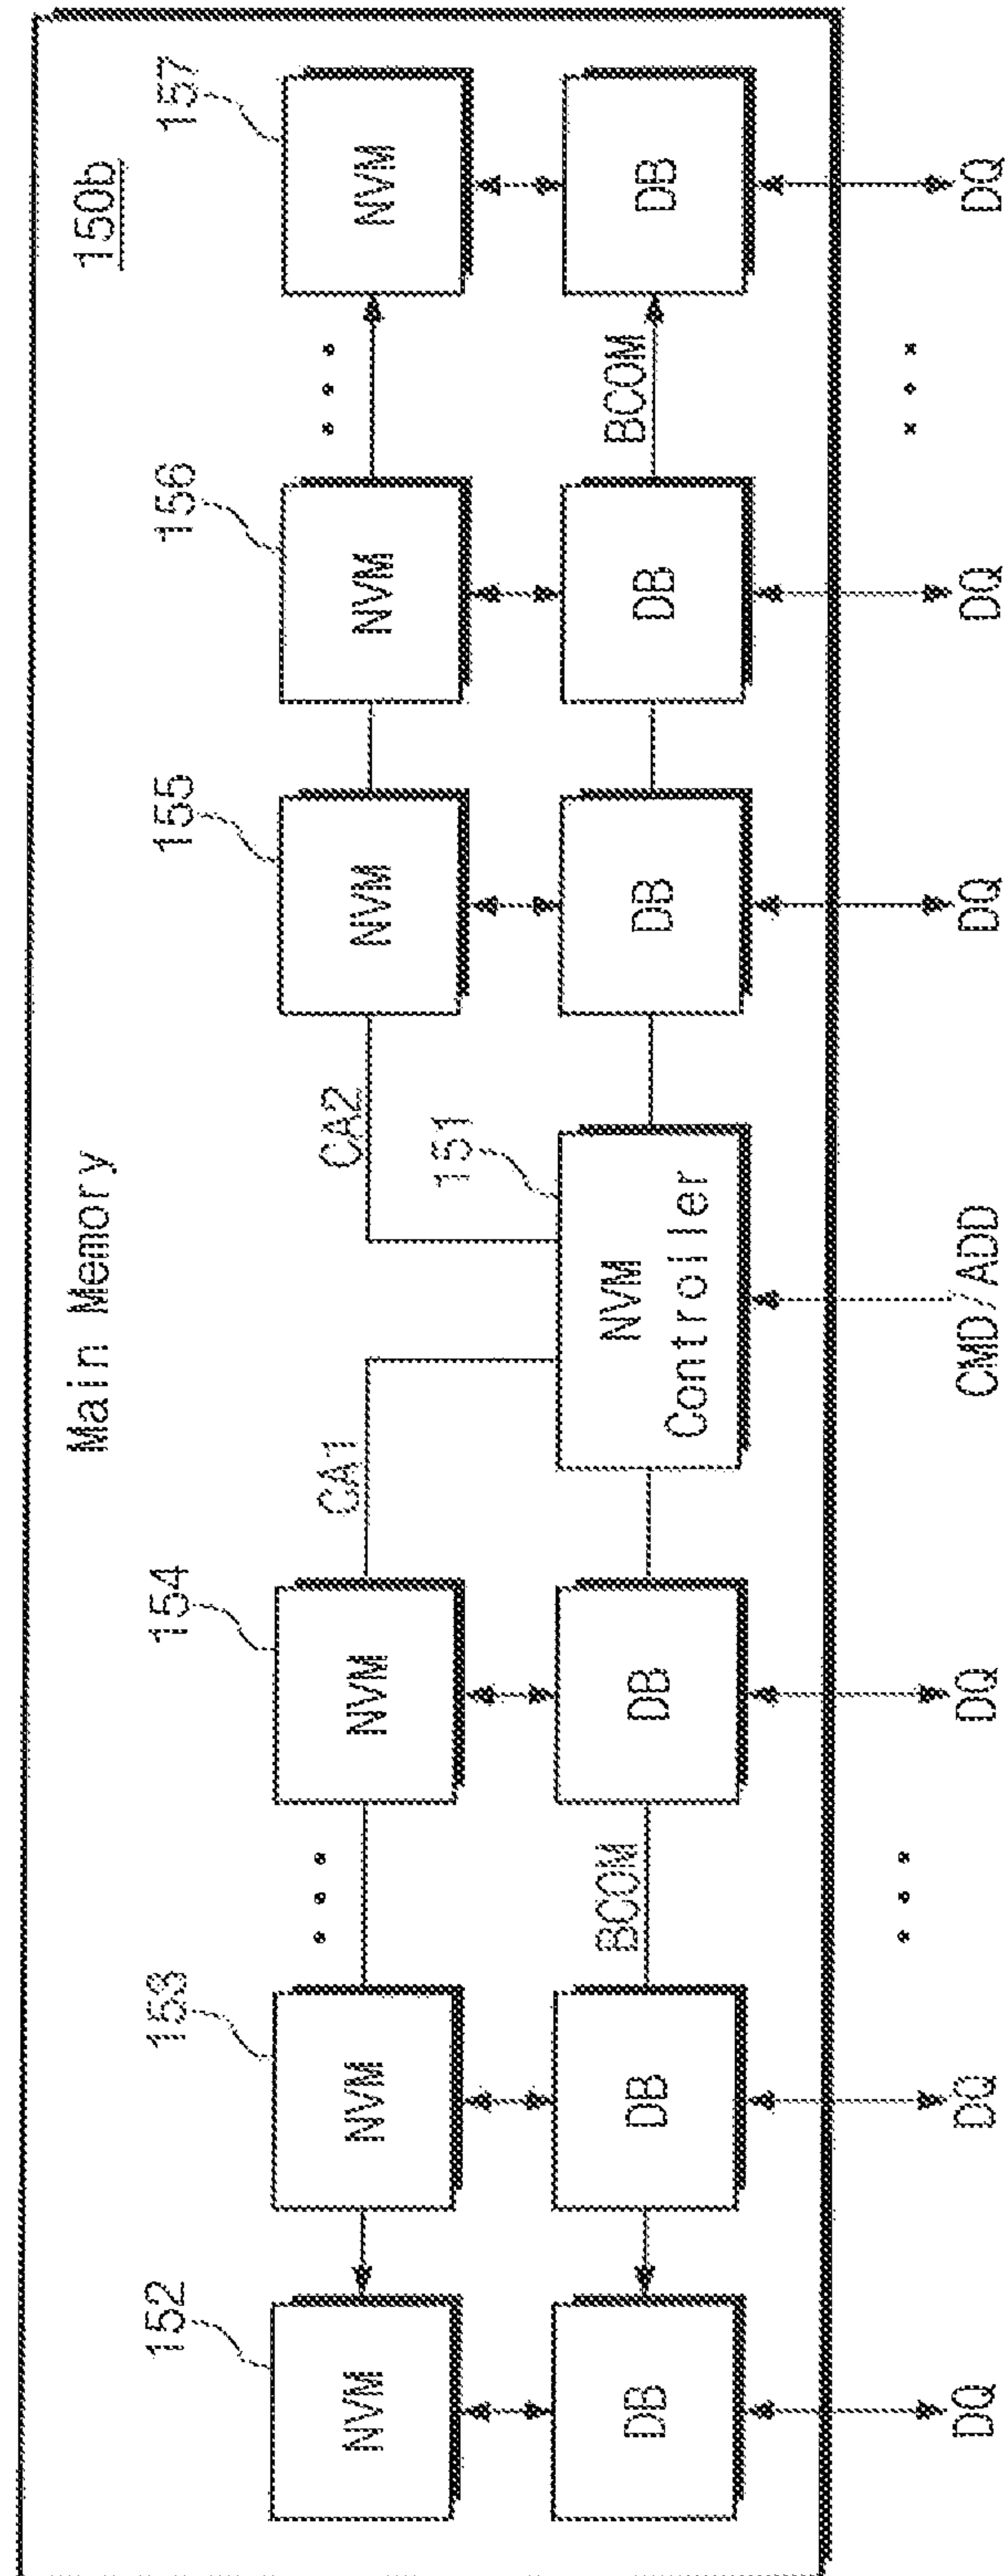 Main Memory
150b
152
153
154
155
156
157
NVM
NVM
NVM
NVM
NVM
NVM
CA1
CA2
151
DB
DB
BCOM
DB
NVM
Controller
DB
DB
BCOM
DB
DQ
DQ
DQ
CMD/ADD
DQ
DQ
DQ